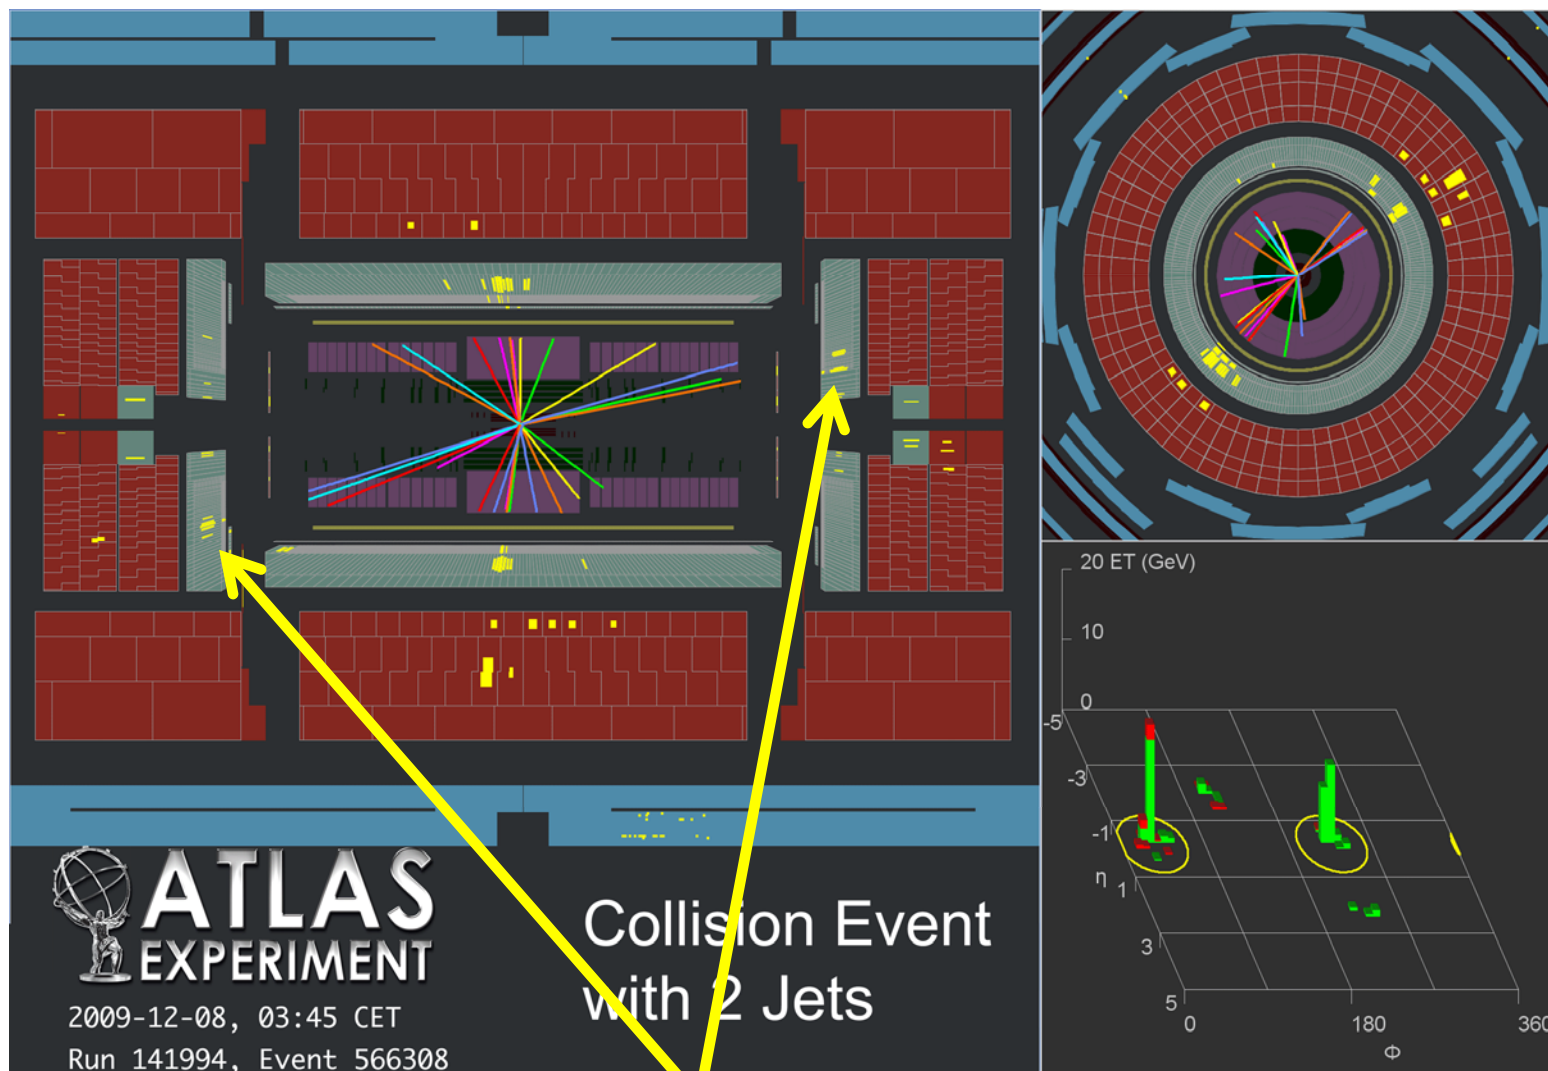 ATLAS
EXPERIMENT
2009-12-08, 03:45 CET
Run 141994, Event 566308
Collision Event
with 2 Jets
20 ET (GeV)
10
0
-5
-3
-1
η
1
3
5
0
180
360
Φ